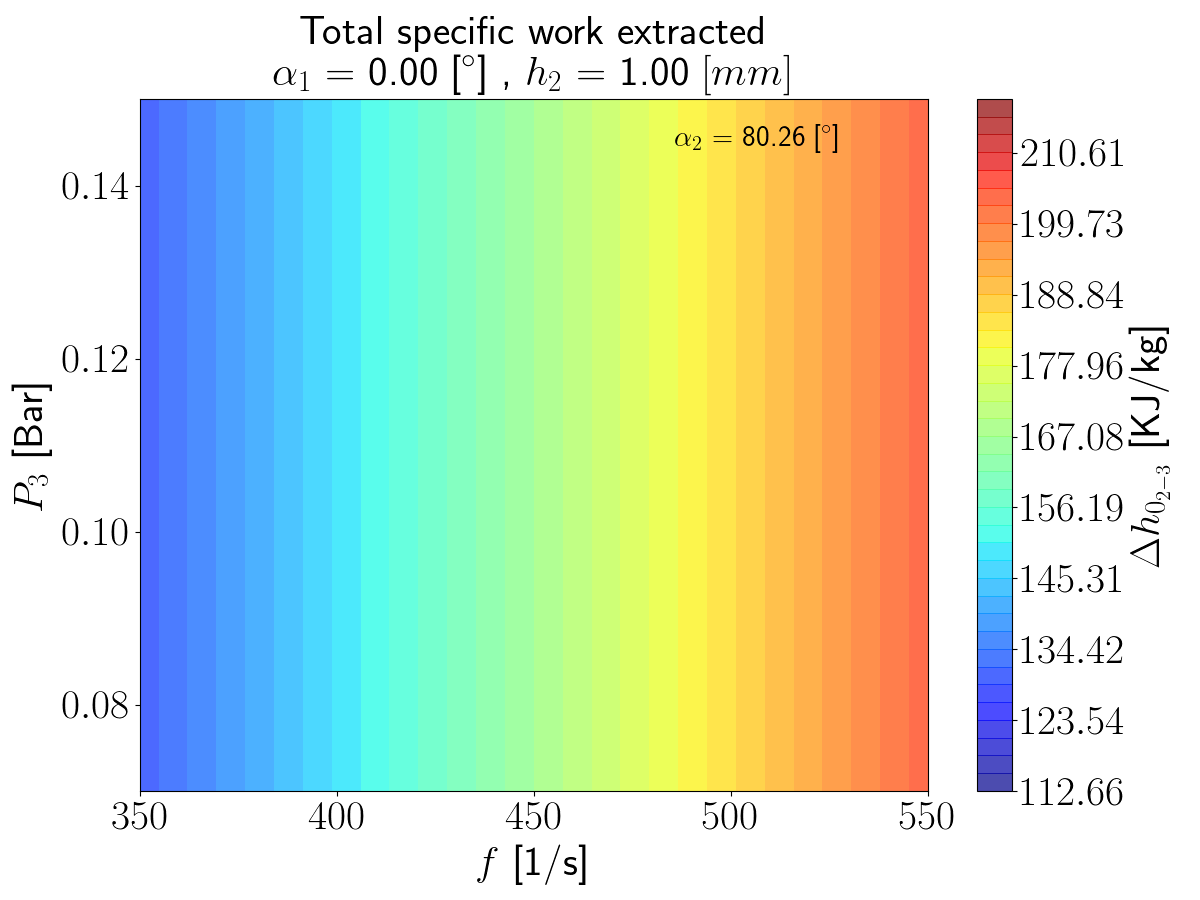 Total specific work extracted
α₁ = 0.00 [°] , h₂ = 1.00 [mm]
α₂ = 80.26 [°]
0.14
0.12
0.10
0.08
P₃ [Bar]
350 400 450 500 550
f [1/s]
210.61
199.73
188.84
177.96
167.08
156.19
145.31
134.42
123.54
112.66
Δh₀₂₋₃ [KJ/kg]